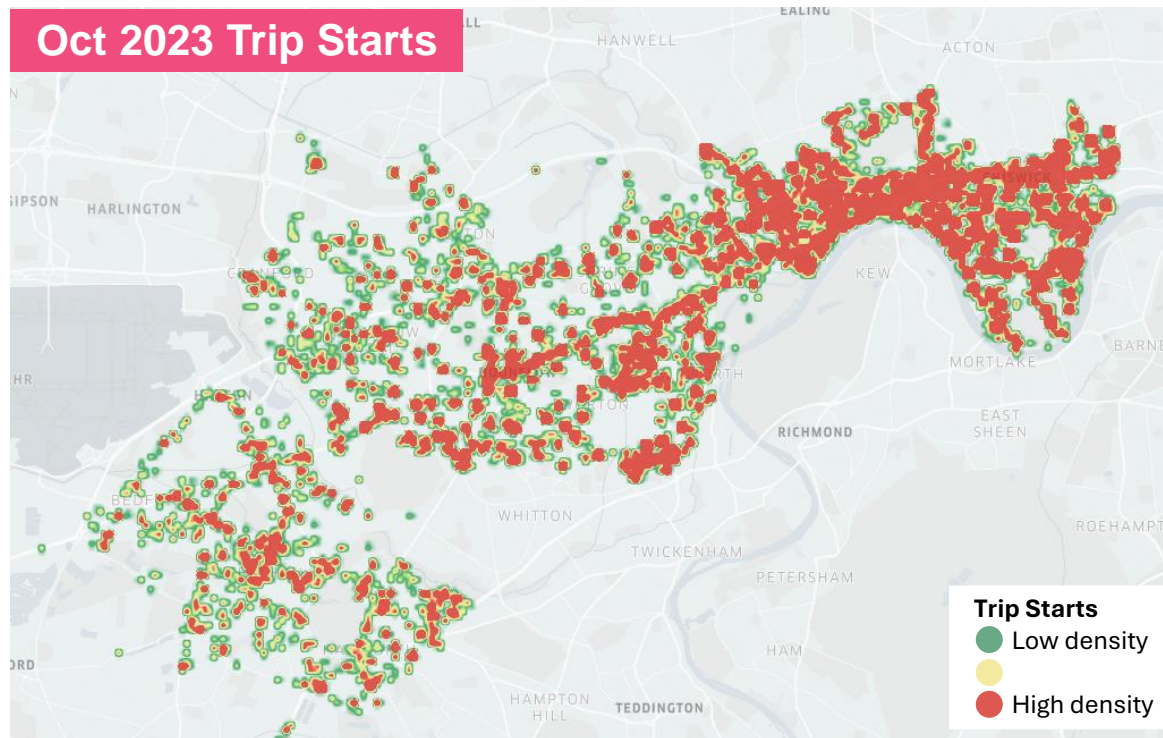 EALING
Oct 2023 Trip Starts
HANWELL
ACTON
SIPSON
HARLINGTON
CHISWICK
KEW
MORTLAKE
RICHMOND
EAST
SHEEN
WHITTON
TWICKENHAM
PETERSHAM
HAM
HAMPTON
HILL
TEDDINGTON
Trip Starts
Low density
High density